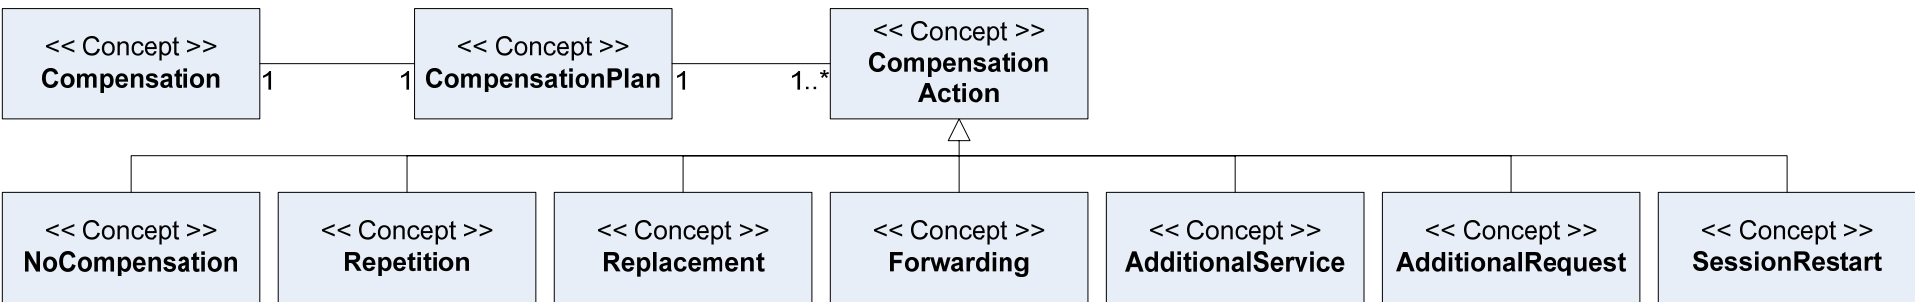 << Concept >>
Compensation
1
1
<< Concept >>
CompensationPlan
1
1..*
<< Concept >>
Compensation
Action
<< Concept >>
NoCompensation
<< Concept >>
Repetition
<< Concept >>
Replacement
<< Concept >>
Forwarding
<< Concept >>
AdditionalService
<< Concept >>
AdditionalRequest
<< Concept >>
SessionRestart